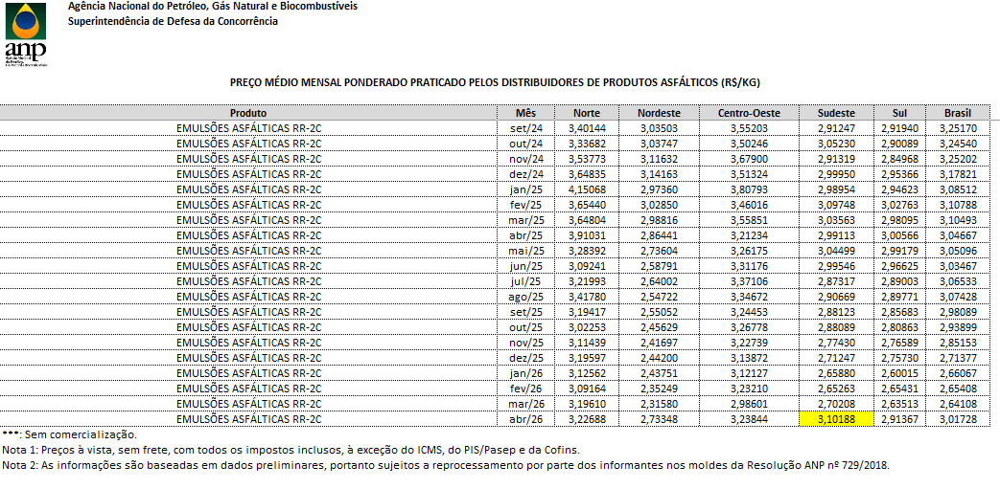 Agência Nacional do Petróleo, Gás Natural e Biocombustíveis
Superintendência de Defesa da Concorrência
anp
Agência Nacional
do Petróleo,
Gás Natural e Biocombustíveis
PREÇO MÉDIO MENSAL PONDERADO PRATICADO PELOS DISTRIBUIDORES DE PRODUTOS ASFÁLTICOS (R$/KG)
Produto Mês Norte Nordeste Centro-Oeste Sudeste Sul Brasil
EMULSÕES ASFÁLTICAS RR-2C set/24 3,40144 3,03503 3,55203 2,91247 2,91940 3,25170
EMULSÕES ASFÁLTICAS RR-2C out/24 3,33682 3,03747 3,50246 3,05230 2,90089 3,24540
EMULSÕES ASFÁLTICAS RR-2C nov/24 3,53773 3,11632 3,67900 2,91319 2,84968 3,25202
EMULSÕES ASFÁLTICAS RR-2C dez/24 3,64835 3,14163 3,51324 2,99950 2,95366 3,17821
EMULSÕES ASFÁLTICAS RR-2C jan/25 4,15068 2,97360 3,80793 2,98954 2,94623 3,08512
EMULSÕES ASFÁLTICAS RR-2C fev/25 3,65440 3,02850 3,46016 3,09748 3,02763 3,10788
EMULSÕES ASFÁLTICAS RR-2C mar/25 3,64804 2,98816 3,55851 3,03563 2,98095 3,10493
EMULSÕES ASFÁLTICAS RR-2C abr/25 3,91031 2,86441 3,21234 2,99113 3,00566 3,04667
EMULSÕES ASFÁLTICAS RR-2C mai/25 3,28392 2,73604 3,26175 3,04499 2,99179 3,05096
EMULSÕES ASFÁLTICAS RR-2C jun/25 3,09241 2,58791 3,31176 2,99546 2,96625 3,03467
EMULSÕES ASFÁLTICAS RR-2C jul/25 3,21993 2,64002 3,37106 2,87317 2,89003 3,06533
EMULSÕES ASFÁLTICAS RR-2C ago/25 3,41780 2,54722 3,34672 2,90669 2,89771 3,07428
EMULSÕES ASFÁLTICAS RR-2C set/25 3,19417 2,55052 3,24453 2,88123 2,85683 2,98089
EMULSÕES ASFÁLTICAS RR-2C out/25 3,02253 2,45629 3,26778 2,88089 2,80863 2,93899
EMULSÕES ASFÁLTICAS RR-2C nov/25 3,11439 2,41697 3,22739 2,77430 2,76589 2,85153
EMULSÕES ASFÁLTICAS RR-2C dez/25 3,19597 2,44200 3,13872 2,71247 2,75730 2,71377
EMULSÕES ASFÁLTICAS RR-2C jan/26 3,12562 2,43751 3,12127 2,65880 2,60015 2,66067
EMULSÕES ASFÁLTICAS RR-2C fev/26 3,09164 2,35249 3,23210 2,65263 2,65431 2,65408
EMULSÕES ASFÁLTICAS RR-2C mar/26 3,19610 2,31580 2,98601 2,70208 2,63513 2,64108
EMULSÕES ASFÁLTICAS RR-2C abr/26 3,22688 2,73348 3,23844 3,10188 2,91367 3,01728
***: Sem comercialização.
Nota 1: Preços à vista, sem frete, com todos os impostos inclusos, à exceção do ICMS, do PIS/Pasep e da Cofins.
Nota 2: As informações são baseadas em dados preliminares, portanto sujeitos a reprocessamento por parte dos informantes nos moldes da Resolução ANP nº 729/2018.